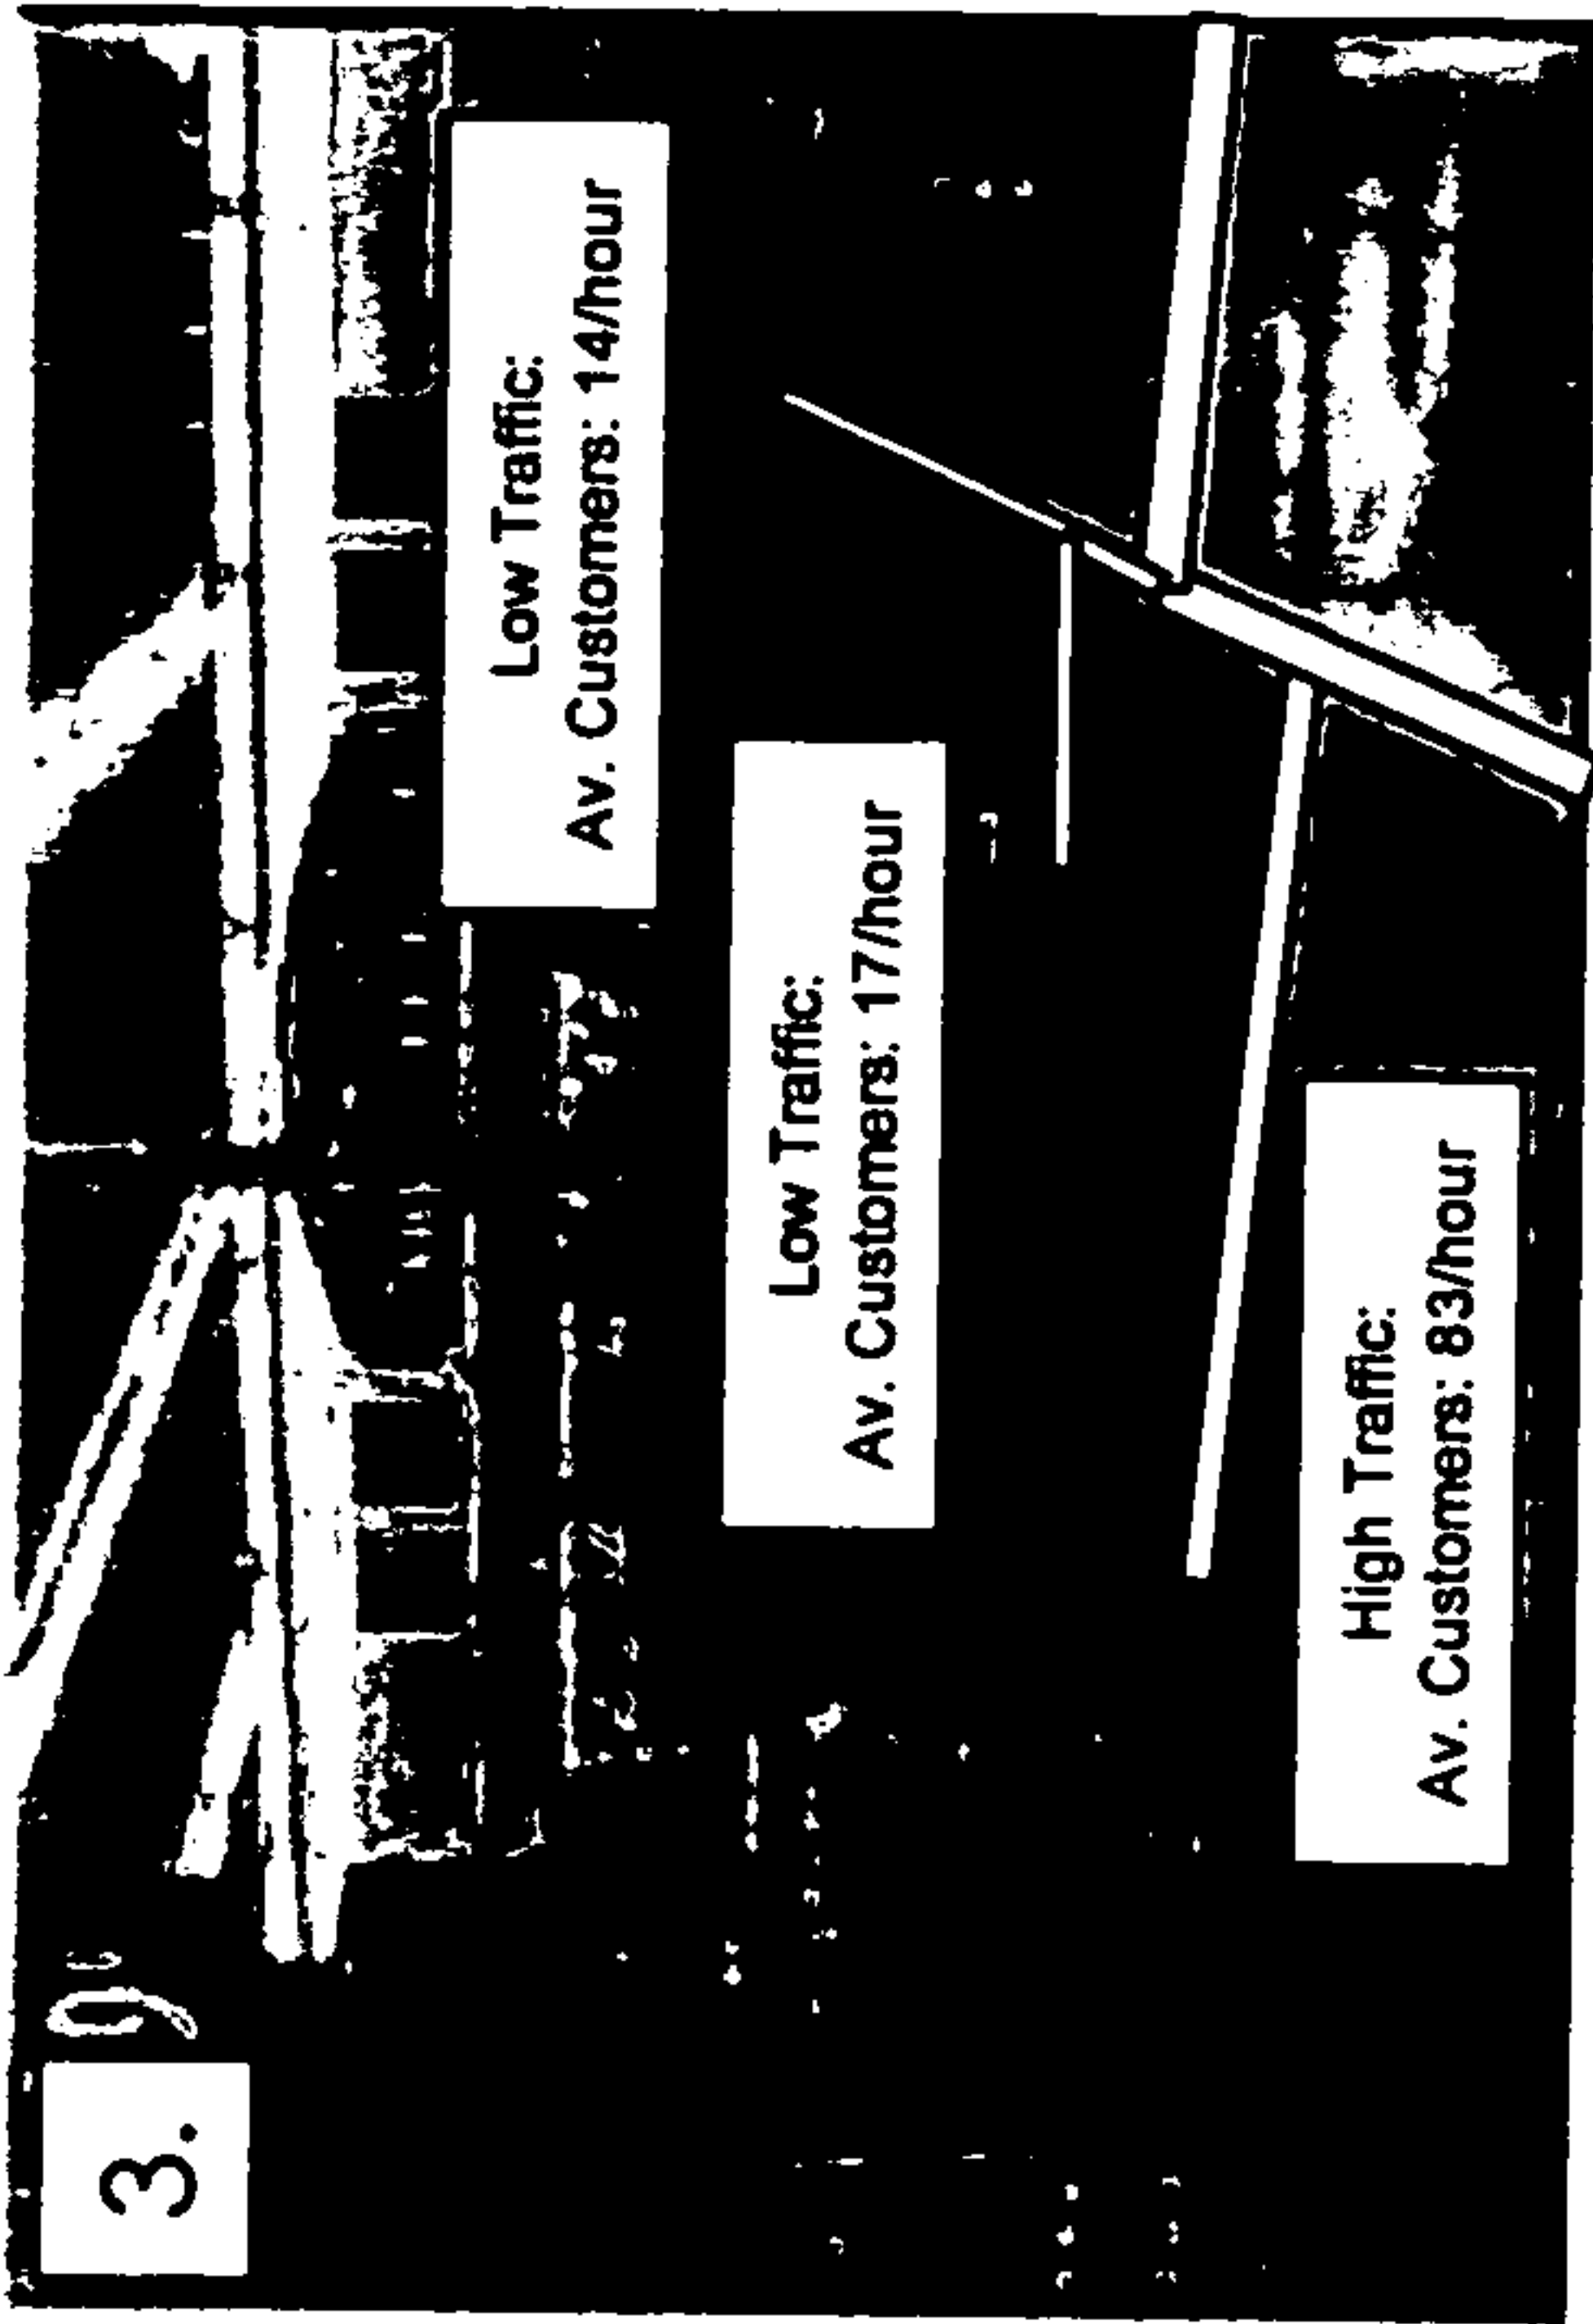 3.
Low Traffic:
Av. Customers: 14/hour
Low Traffic:
Av. Customers: 17/hour
High Traffic:
Av. Customers: 83/hour